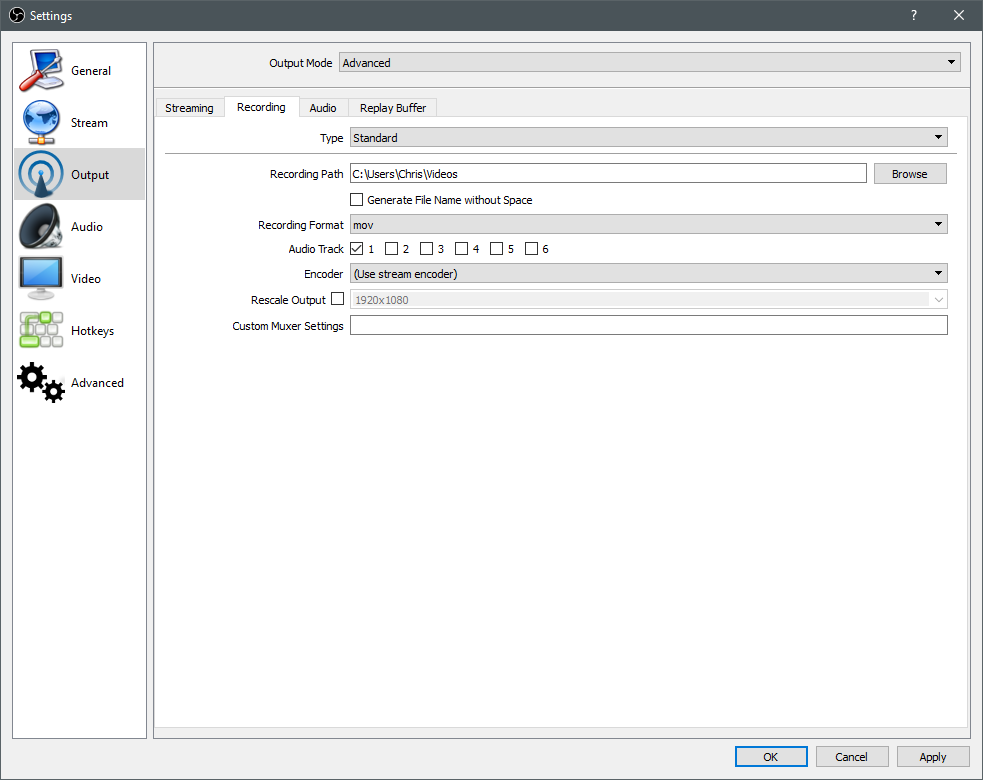 Settings
?
General
Stream
Output
Audio
Video
Hotkeys
Advanced
Output Mode Advanced
Streaming Recording Audio Replay Buffer
Type Standard
Recording Path C:\Users\Chris\Videos Browse
Generate File Name without Space
Recording Format mov
Audio Track 1 2 3 4 5 6
Encoder (Use stream encoder)
Rescale Output 1920x1080
Custom Muxer Settings
OK Cancel Apply